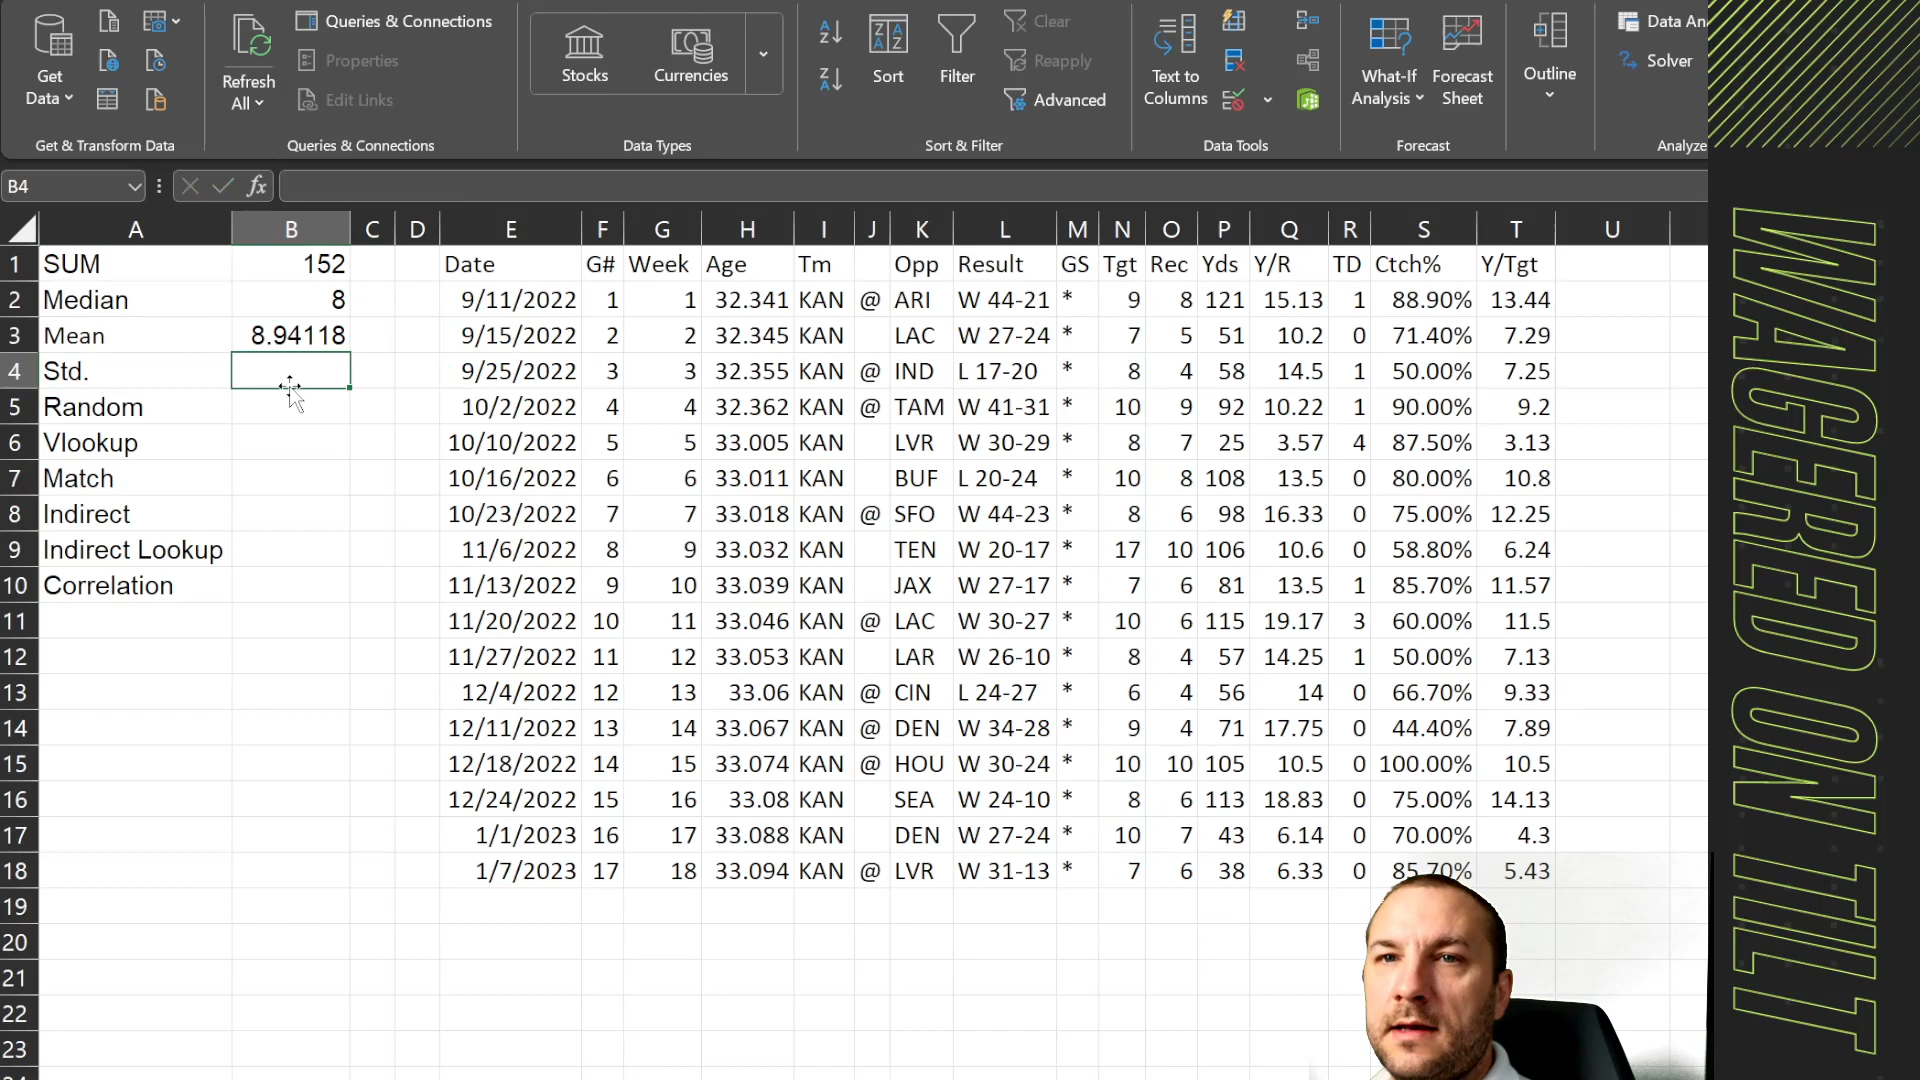 Get Data
Refresh All
Queries & Connections
Properties
Edit Links
Stocks
Currencies
Sort
Filter
Clear
Reapply
Advanced
Text to Columns
What-If Analysis
Forecast Sheet
Outline
Solver
Get & Transform Data
Queries & Connections
Data Types
Sort & Filter
Data Tools
Forecast
Analyze
B4
fx
A B C D E F G H I J K L M N O P Q R S T U
1 SUM 152 Date G# Week Age Tm Opp Result GS Tgt Rec Yds Y/R TD Ctch% Y/Tgt
2 Median 8 9/11/2022 1 1 32.341 KAN @ ARI W 44-21 * 9 8 121 15.13 1 88.90% 13.44
3 Mean 8.94118 9/15/2022 2 2 32.345 KAN LAC W 27-24 * 7 5 51 10.2 0 71.40% 7.29
4 Std. 9/25/2022 3 3 32.355 KAN @ IND L 17-20 * 8 4 58 14.5 1 50.00% 7.25
5 Random 10/2/2022 4 4 32.362 KAN @ TAM W 41-31 * 10 9 92 10.22 1 90.00% 9.2
6 Vlookup 10/10/2022 5 5 33.005 KAN LVR W 30-29 * 8 7 25 3.57 4 87.50% 3.13
7 Match 10/16/2022 6 6 33.011 KAN BUF L 20-24 * 10 8 108 13.5 0 80.00% 10.8
8 Indirect 10/23/2022 7 7 33.018 KAN @ SFO W 44-23 * 8 6 98 16.33 0 75.00% 12.25
9 Indirect Lookup 11/6/2022 8 9 33.032 KAN TEN W 20-17 * 17 10 106 10.6 0 58.80% 6.24
10 Correlation 11/13/2022 9 10 33.039 KAN JAX W 27-17 * 7 6 81 13.5 1 85.70% 11.57
11 11/20/2022 10 11 33.046 KAN @ LAC W 30-27 * 10 6 115 19.17 3 60.00% 11.5
12 11/27/2022 11 12 33.053 KAN LAR W 26-10 * 8 4 57 14.25 1 50.00% 7.13
13 12/4/2022 12 13 33.06 KAN @ CIN L 24-27 * 6 4 56 14 0 66.70% 9.33
14 12/11/2022 13 14 33.067 KAN @ DEN W 34-28 * 9 4 71 17.75 0 44.40% 7.89
15 12/18/2022 14 15 33.074 KAN @ HOU W 30-24 * 10 10 105 10.5 0 100.00% 10.5
16 12/24/2022 15 16 33.08 KAN SEA W 24-10 * 8 6 113 18.83 0 75.00% 14.13
17 1/1/2023 16 17 33.088 KAN DEN W 27-24 * 10 7 43 6.14 0 70.00% 4.3
18 1/7/2023 17 18 33.094 KAN @ LVR W 31-13 * 7 6 38 6.33 0 85.70% 5.43
19
20
21
22
23
WAGERED ON TILT